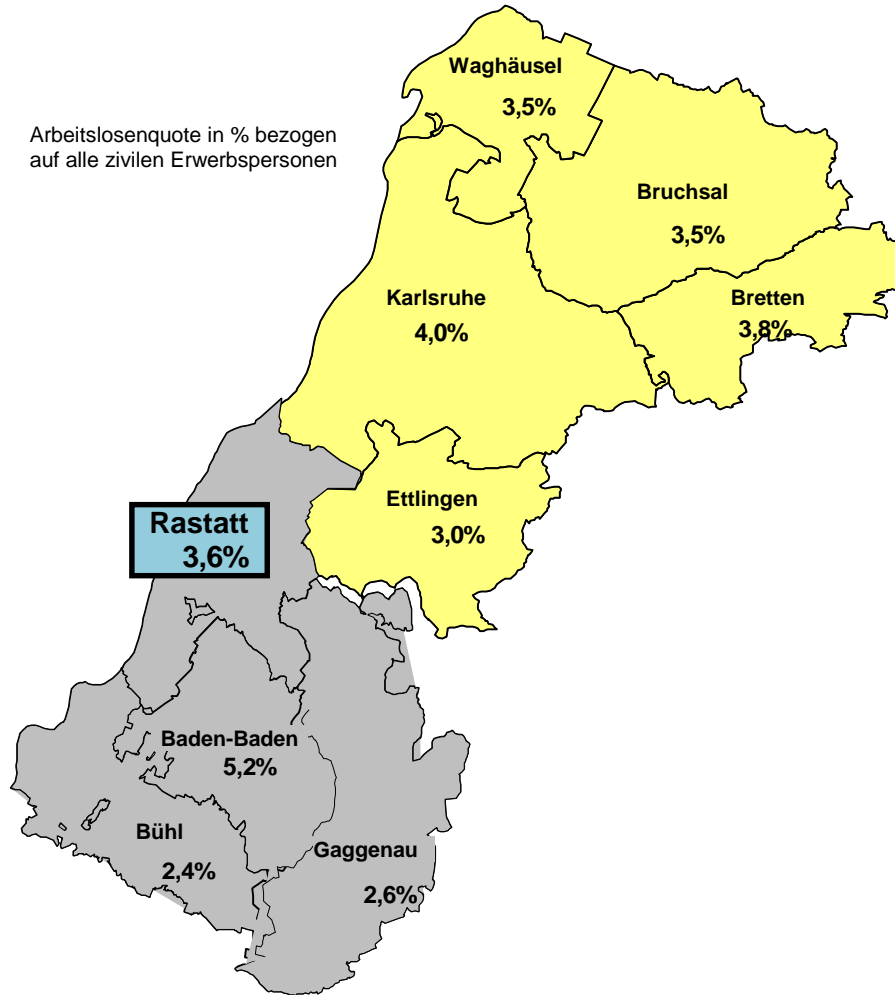 Waghäusel
3,5%
Arbeitslosenquote in % bezogen
auf alle zivilen Erwerbspersonen
Bruchsal
3,5%
Karlsruhe
4,0%
Bretten
3,8%
Ettlingen
3,0%
Rastatt
3,6%
Baden-Baden
5,2%
Bühl
2,4%
Gaggenau
2,6%